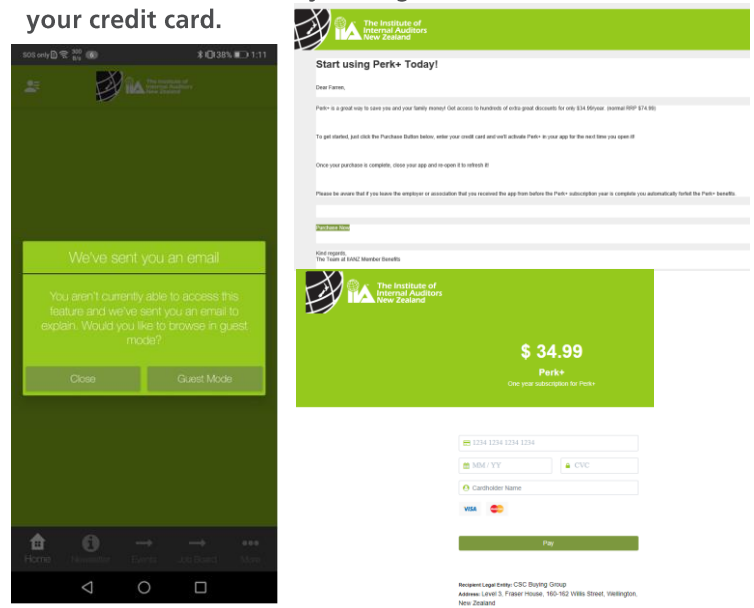 your credit card.
SOS only
SOS
B/s
38%
1:11
The Institute of
Internal Auditors
New Zealand
We've sent you an email
You aren't currently able to access this
feature and we've sent you an email to
explain. Would you like to browse in guest
mode?
Close
Guest Mode
Home
Newsletter
Events
Job Board
More
The Institute of
Internal Auditors
New Zealand
Start using Perk+ Today!
Dear Farren,
Perk+ is a great way to save you and your family money! Get access to hundreds of extra great discounts for only $34.99/year. (normal RRP $74.99)
To get started, just click the Purchase Button below, enter your credit card and we'll activate Perk+ in your app for the next time you open it!
Once your purchase is complete, close your app and re-open it to refresh it!
Please be aware that if you leave the employer or association that you received the app from before the Perk+ subscription year is complete you automatically forfeit the Perk+ benefits.
Purchase Now
Kind regards,
The Team at IIANZ Member Benefits
The Institute of
Internal Auditors
New Zealand
$ 34.99
Perk+
One year subscription for Perk+
1234 1234 1234 1234
MM / YY
CVC
Cardholder Name
VISA
Pay
Recipient Legal Entity: CSC Buying Group
Address: Level 3, Fraser House, 160-162 Willis Street, Wellington,
New Zealand